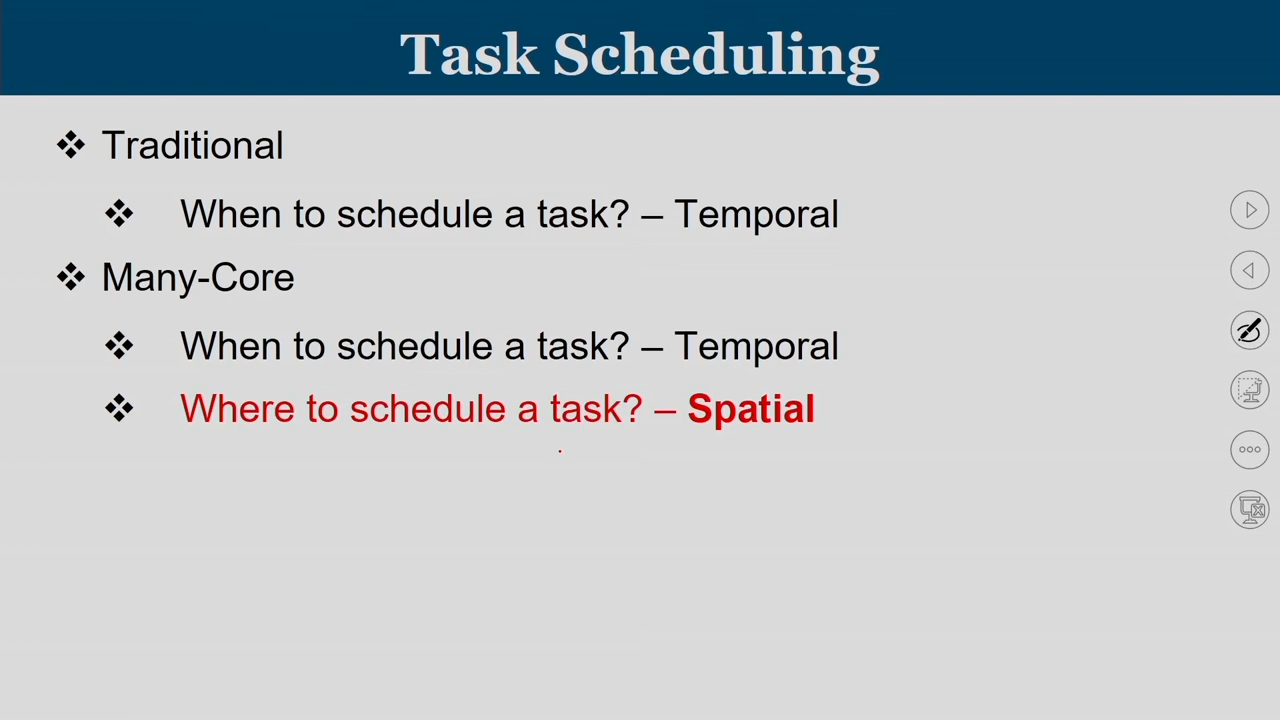 Task Scheduling
❖ Traditional
❖ When to schedule a task? – Temporal
❖ Many-Core
❖ When to schedule a task? – Temporal
❖ Where to schedule a task? – Spatial